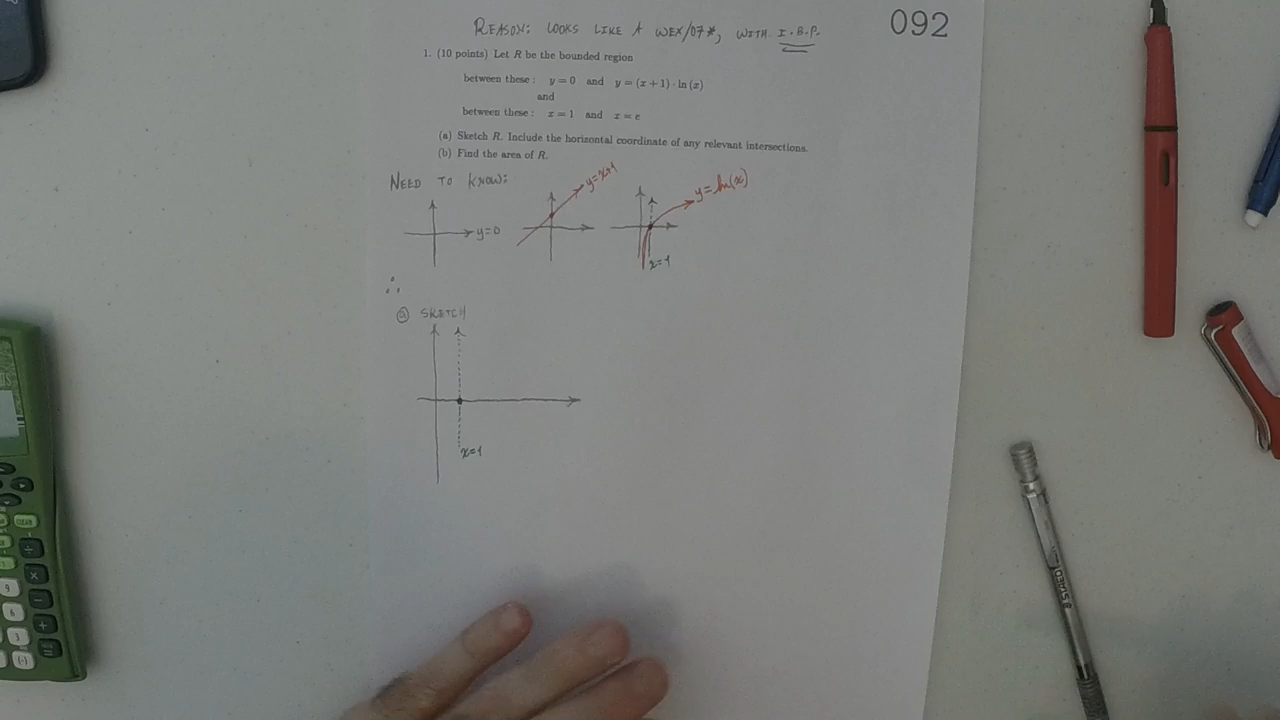 REASON: LOOKS LIKE A WEX/07*, WITH I.B.P.
092
1. (10 points) Let R be the bounded region
between these : y = 0 and y = (x + 1) · ln (x)
and
between these : x = 1 and x = e
(a) Sketch R. Include the horizontal coordinate of any relevant intersections.
(b) Find the area of R.
NEED TO KNOW:
y=0
y=x+1
y=ln(x)
x=1
∴
ⓐ SKETCH
x=1